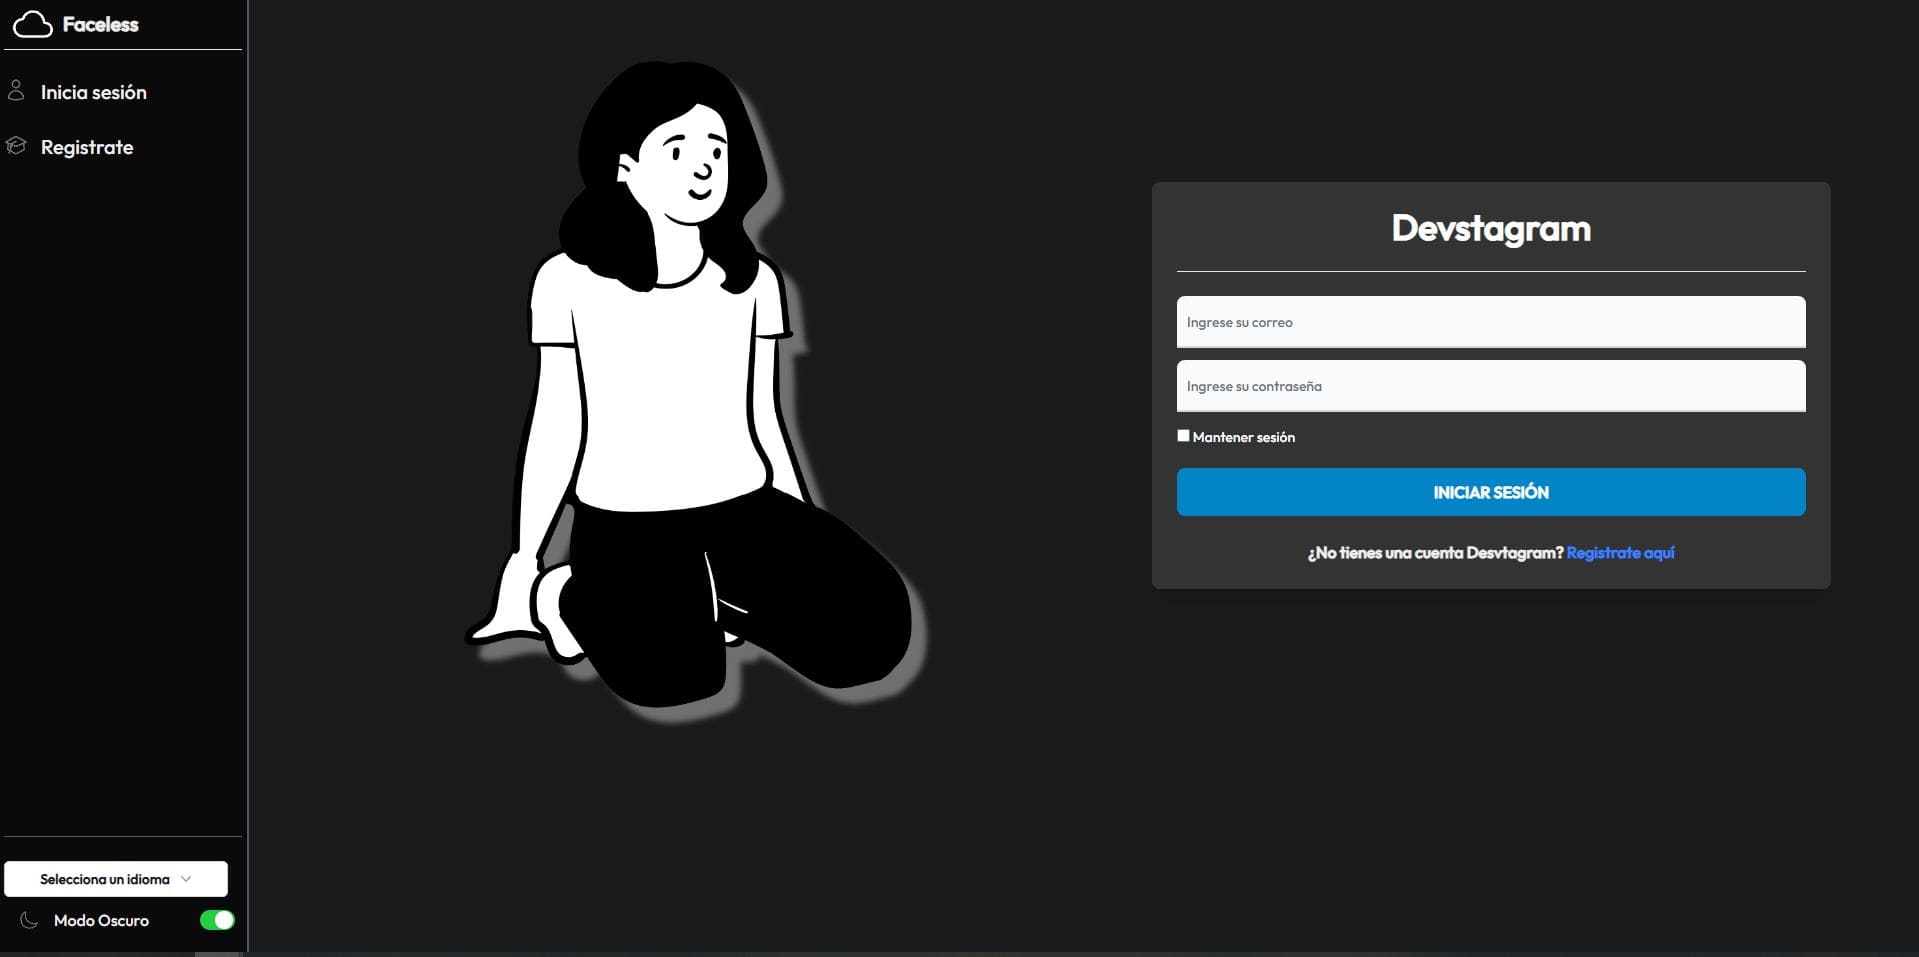 Faceless
Inicia sesión
Registrate
Devstagram
Ingrese su correo
Ingrese su contraseña
Mantener sesión
INICIAR SESIÓN
¿No tienes una cuenta Desvtagram? Registrate aquí
Selecciona un idioma
Modo Oscuro